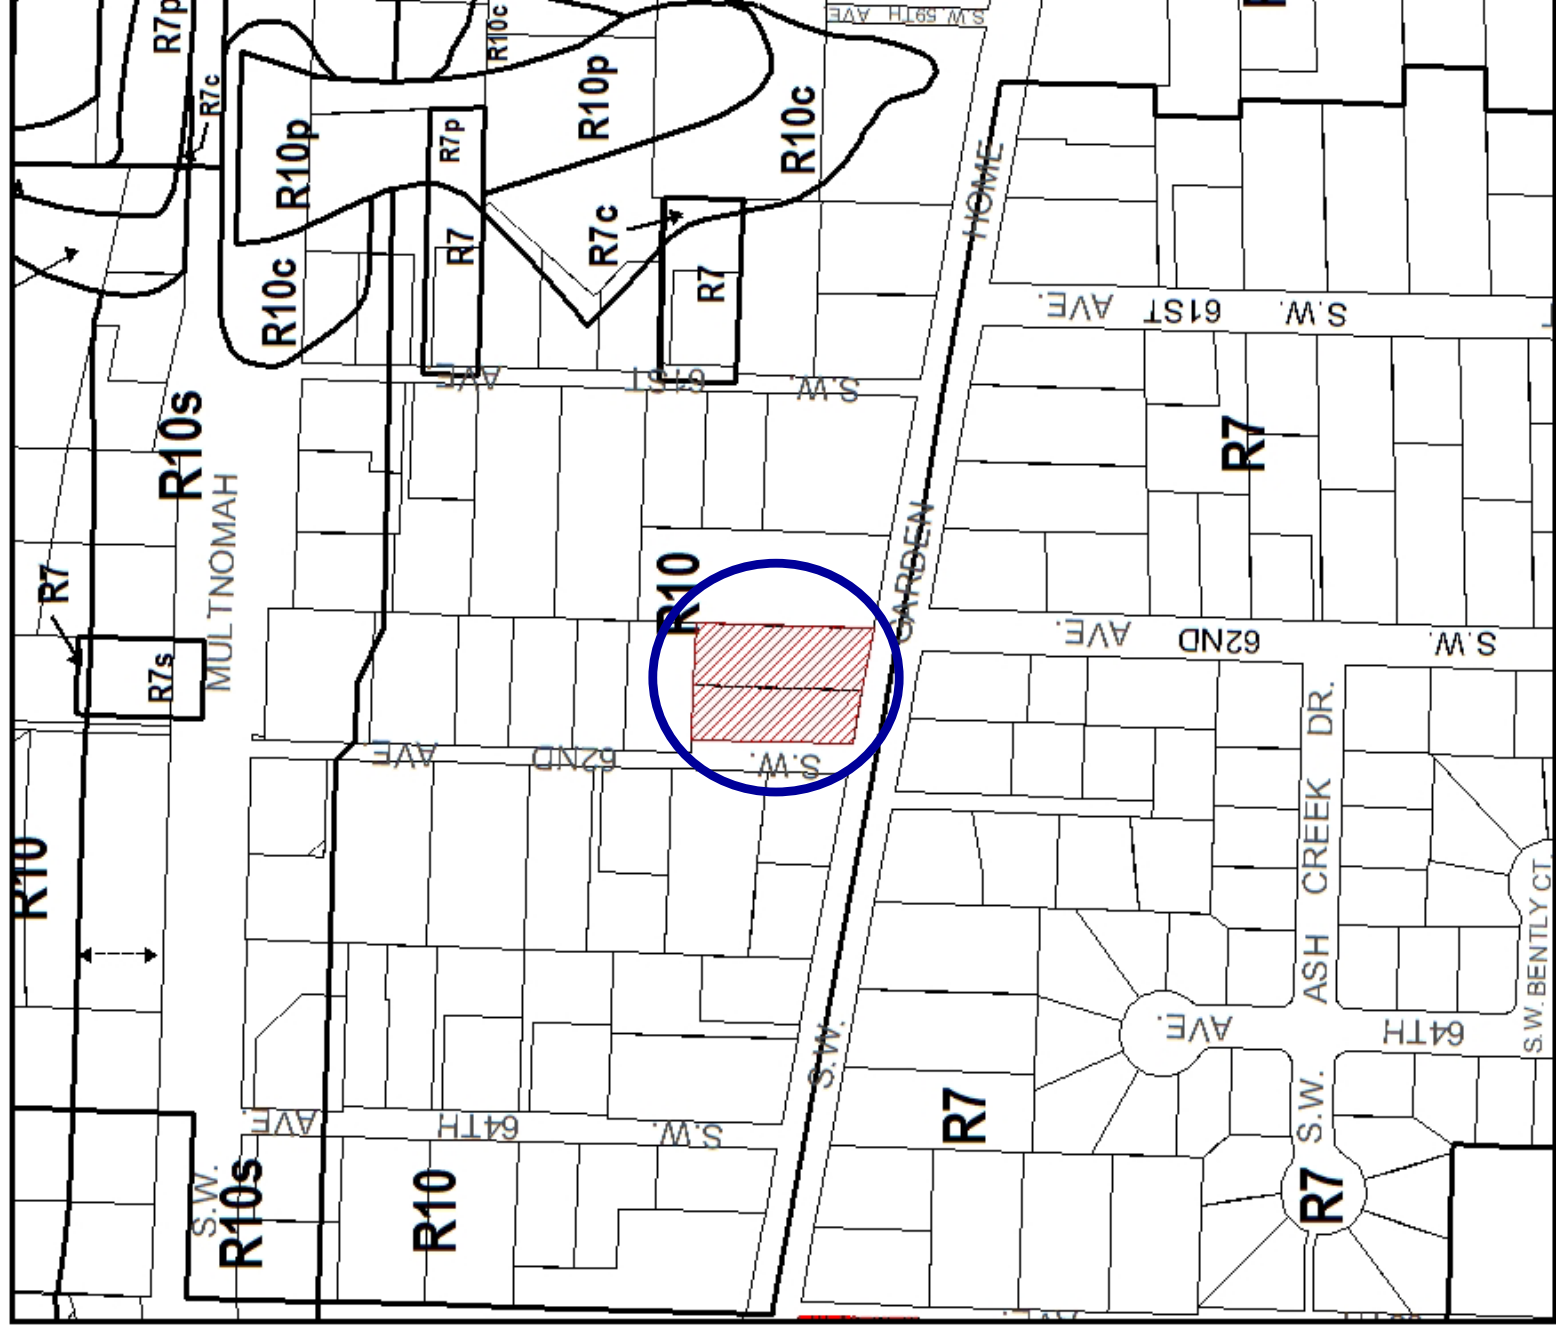 R7p
R10c
S.W. 59TH AVE
R7c
R10p
R10p
R7p
R10c
HOME
R7c
R7
R7
R10c
S.W. 61ST AVE.
S.W. 61ST AVE
R10s
R7
MULTNOMAH
GARDEN
R10
R7
R7s
S.W. 62ND AVE.
S.W. 62ND AVE.
DR.
R10
CREEK
ASH
S.W. BENTLY CT.
64TH AVE.
S.W.
S.W.
R7
S.W. 64TH AVE.
S.W.
R10s
R10
R7